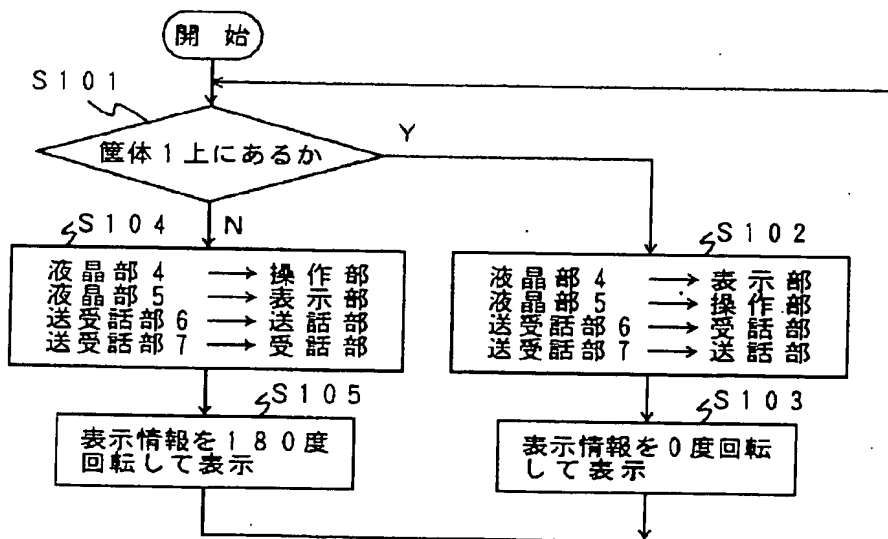 開始
S101
筐体1上にあるか
Y
N
S104
液晶部4 → 操作部
液晶部5 → 表示部
送受話部6 → 送話部
送受話部7 → 受話部
S102
液晶部4 → 表示部
液晶部5 → 操作部
送受話部6 → 受話部
送受話部7 → 送話部
S105
表示情報を180度
回転して表示
S103
表示情報を0度回転
して表示